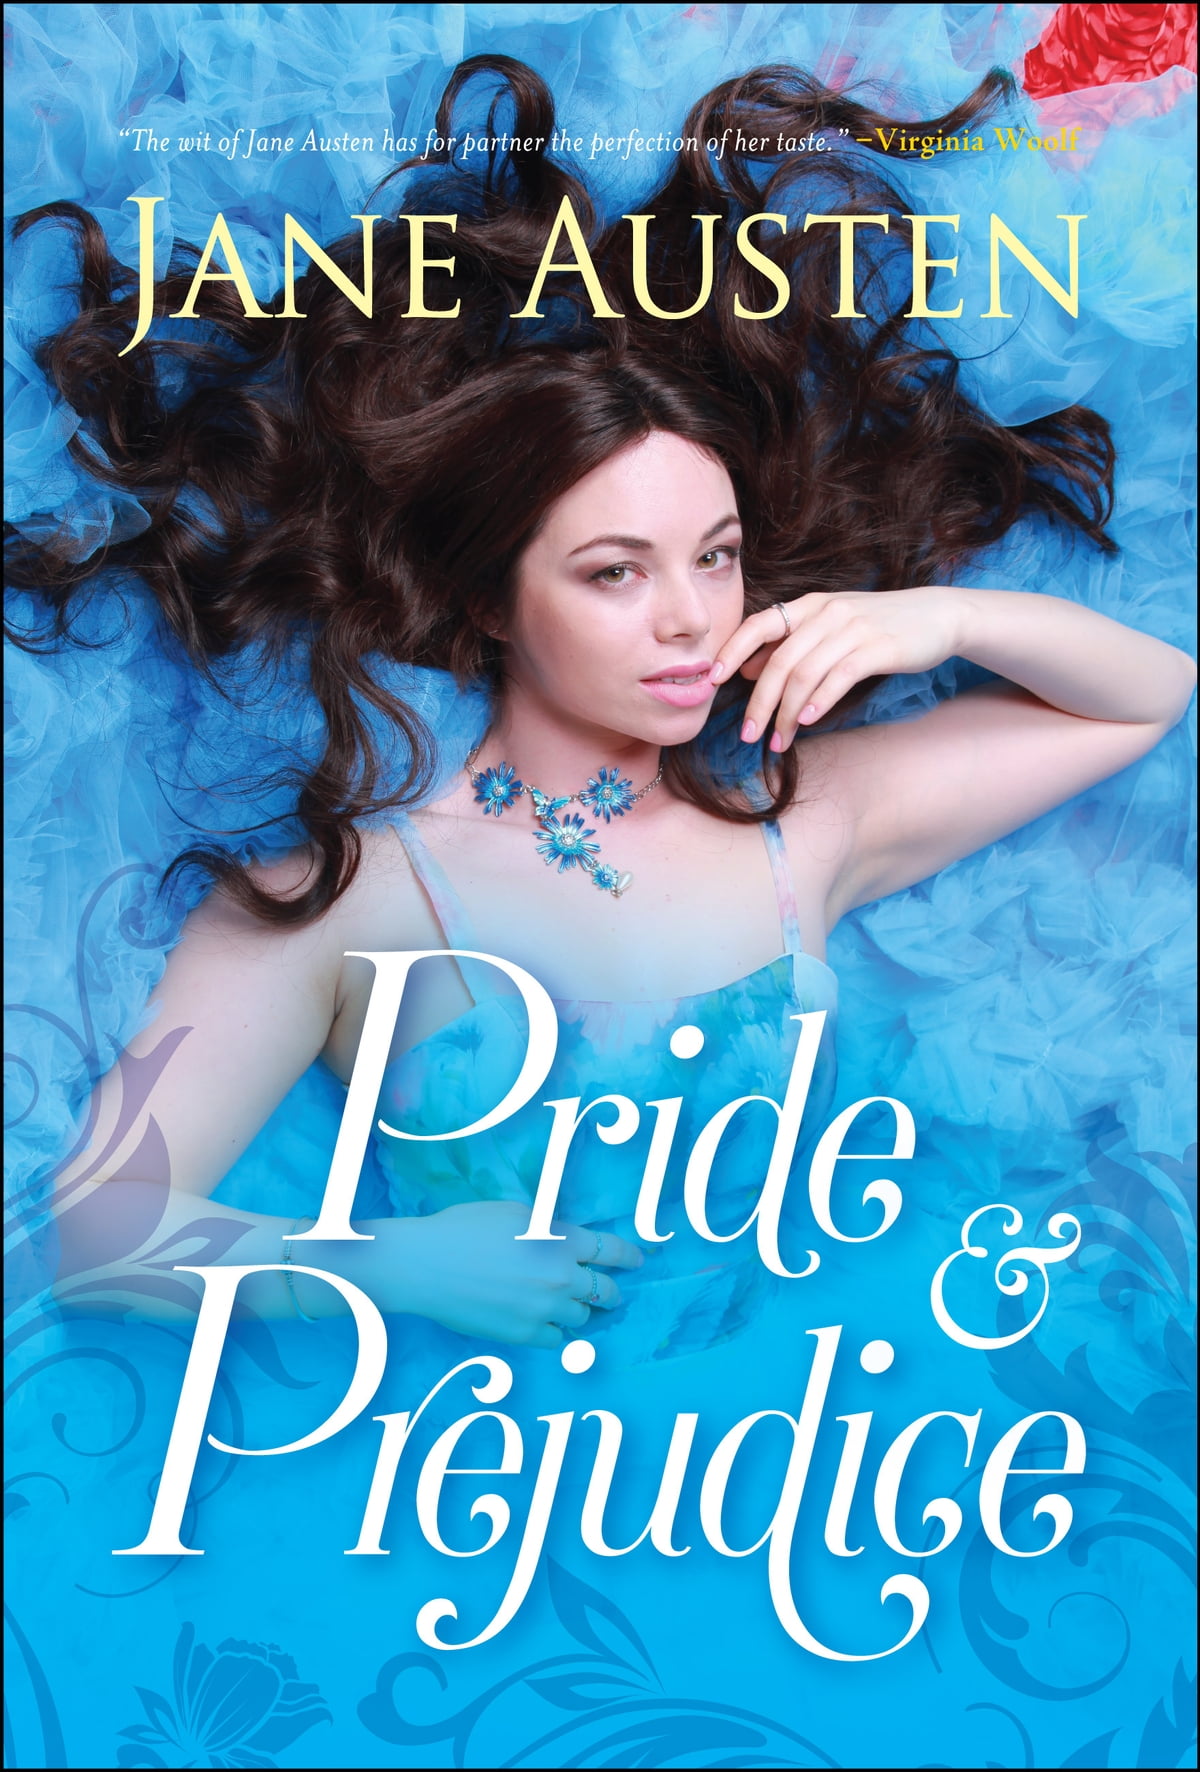 “The wit of Jane Austen has for partner the perfection of her taste.” –Virginia Woolf
JANE AUSTEN
Pride
&
Prejudice